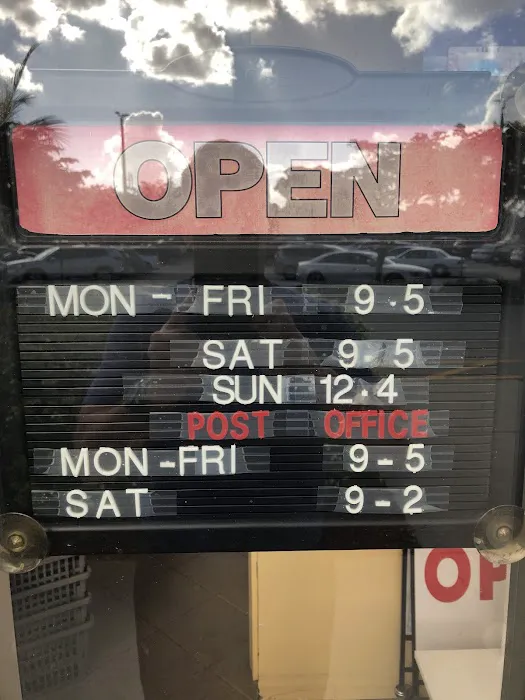 OPEN
MON - FRI 9-5
SAT 9-5
SUN 12-4
POST OFFICE
MON-FRI 9-5
SAT 9-2